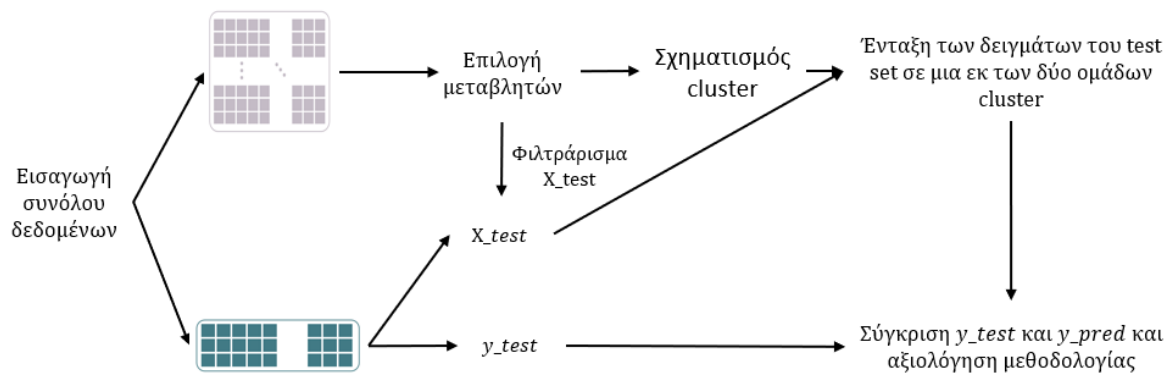 Εισαγωγή
συνόλου
δεδομένων
Επιλογή
μεταβλητών
Σχηματισμός
cluster
Ένταξη των δειγμάτων του test
set σε μια εκ των δύο ομάδων
cluster
Φιλτράρισμα
X_test
X_test
y_test
Σύγκριση y_test και y_pred και
αξιολόγηση μεθοδολογίας